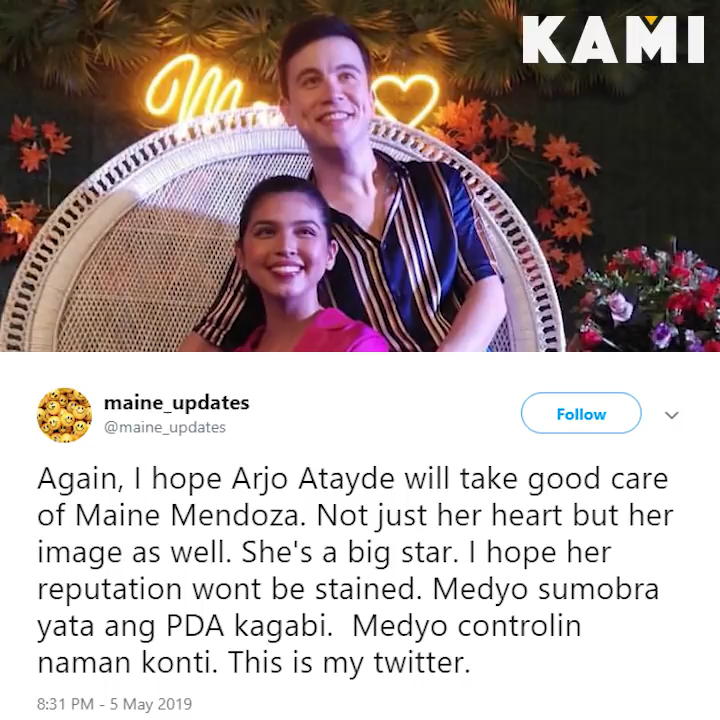 KAMI
maine_updates
@maine_updates
Follow
Again, I hope Arjo Atayde will take good care
of Maine Mendoza. Not just her heart but her
image as well. She's a big star. I hope her
reputation wont be stained. Medyo sumobra
yata ang PDA kagabi. Medyo controlin
naman konti. This is my twitter.
8:31 PM - 5 May 2019